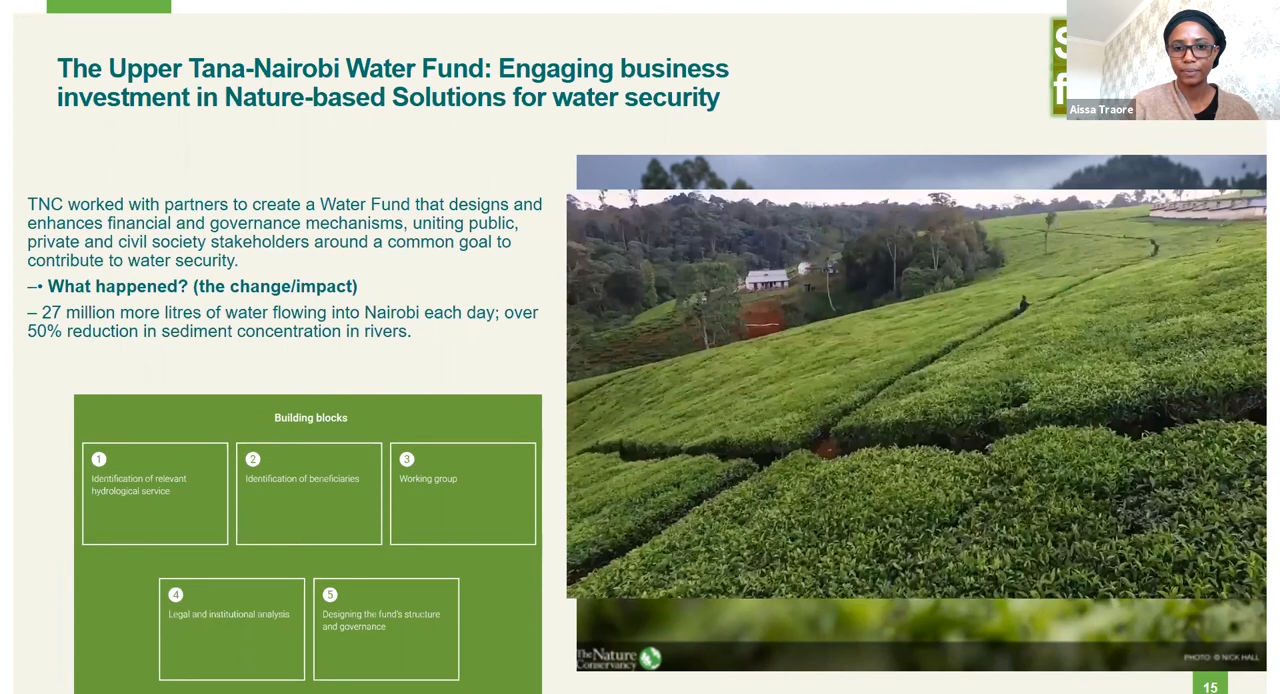 The Upper Tana-Nairobi Water Fund: Engaging business
investment in Nature-based Solutions for water security
S
f
Aissa Traore
TNC worked with partners to create a Water Fund that designs and
enhances financial and governance mechanisms, uniting public,
private and civil society stakeholders around a common goal to
contribute to water security.
–• What happened? (the change/impact)
– 27 million more litres of water flowing into Nairobi each day; over
50% reduction in sediment concentration in rivers.
Building blocks
1
Identification of relevant
hydrological service
2
Identification of beneficiaries
3
Working group
4
Legal and institutional analysis
5
Designing the fund's structure
and governance
The Nature
Conservancy
PHOTO: © NICK HALL
15